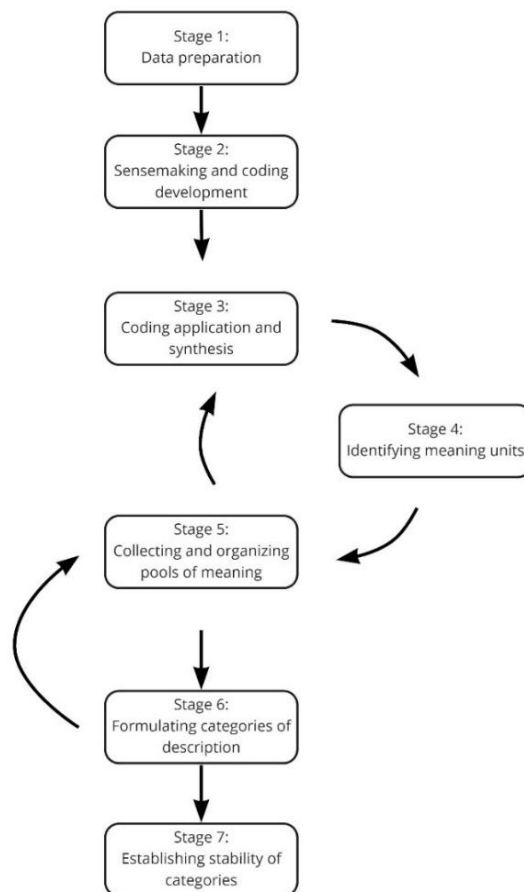 Stage 1:
Data preparation
Stage 2:
Sensemaking and coding
development
Stage 3:
Coding application and
synthesis
Stage 4:
Identifying meaning units
Stage 5:
Collecting and organizing
pools of meaning
Stage 6:
Formulating categories of
description
Stage 7:
Establishing stability of
categories